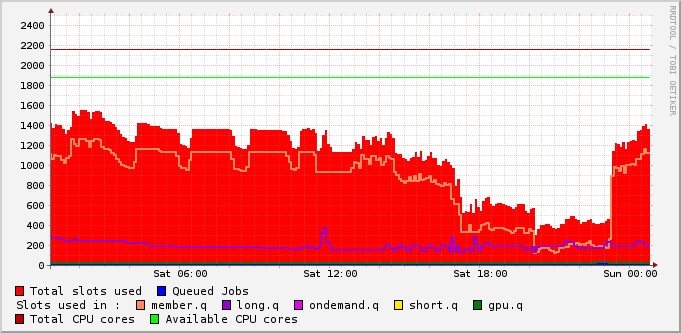 2400
2200
2000
1800
1600
1400
1200
1000
800
600
400
200
0
Sat 06:00 Sat 12:00 Sat 18:00 Sun 00:00
RRDTOOL / TOBI OETIKER
Total slots used Queued Jobs
Slots used in : member.q long.q ondemand.q short.q gpu.q
Total CPU cores Available CPU cores